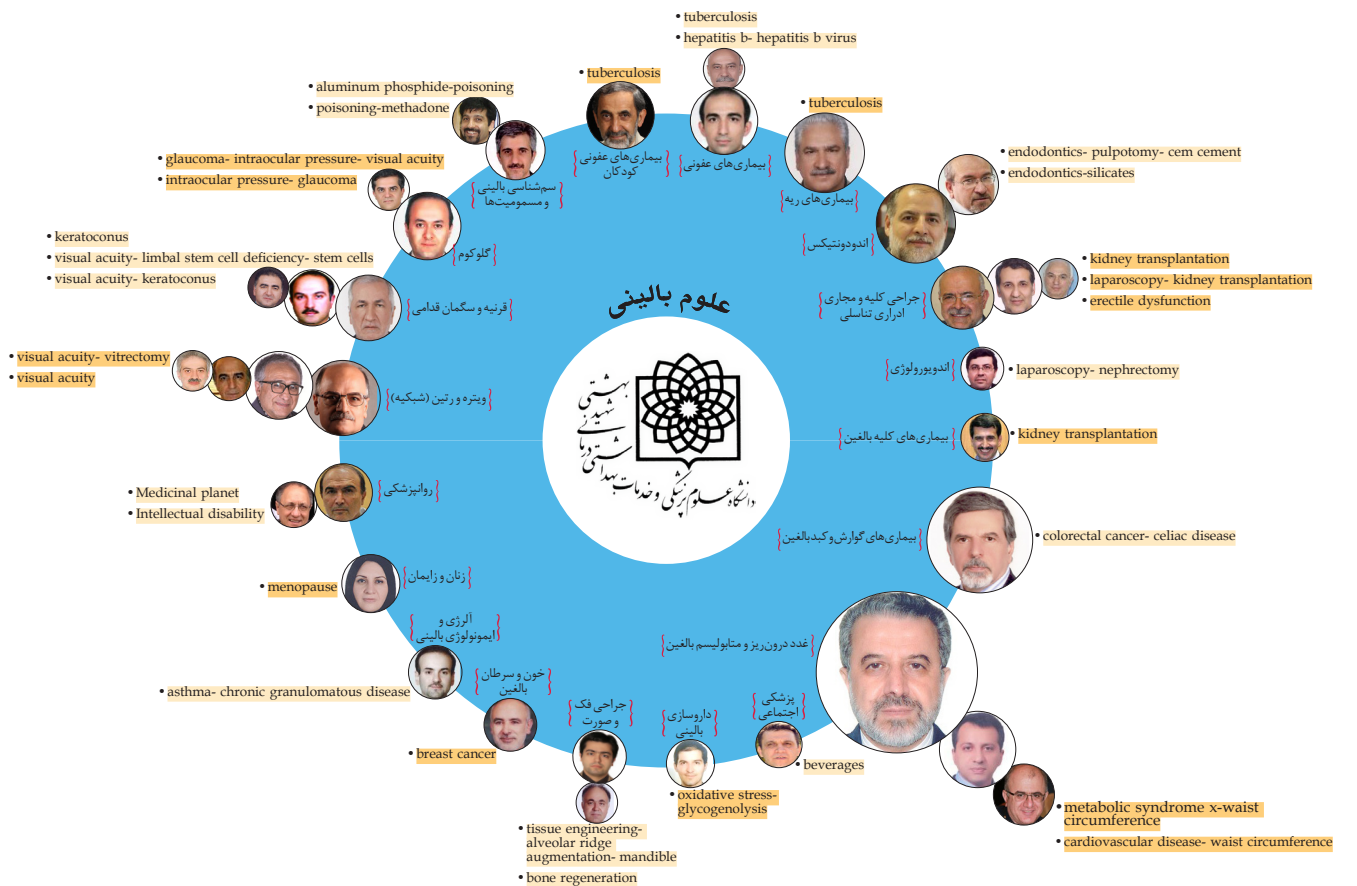 علوم بالینی
دانشگاه علوم پزشکی و خدمات بهداشتی درمانی شهید بهشتی
• tuberculosis
• hepatitis b- hepatitis b virus
{بیماری‌های عفونی}
• tuberculosis
{بیماری‌های ریه}
• endodontics- pulpotomy- cem cement
• endodontics-silicates
{اندودونتیکس}
• kidney transplantation
• laparoscopy- kidney transplantation
• erectile dysfunction
{جراحی کلیه و مجاری
ادراری تناسلی}
• laparoscopy- nephrectomy
{اندویورولوژی}
• kidney transplantation
{بیماری‌های کلیه بالغین}
• colorectal cancer- celiac disease
{بیماری‌های گوارش و کبد بالغین}
{غدد درون‌ریز و متابولیسم بالغین}
• metabolic syndrome x-waist
circumference
• cardiovascular disease- waist circumference
{پزشکی
اجتماعی}
• beverages
{داروسازی
بالینی}
• oxidative stress-
glycogenolysis
{جراحی فک
و صورت}
• tissue engineering-
alveolar ridge
augmentation- mandible
• bone regeneration
{خون و سرطان
بالغین}
• breast cancer
{آلرژی و
ایمونولوژی بالینی}
• asthma- chronic granulomatous disease
{زنان و زایمان}
• menopause
{روانپزشکی}
• Medicinal planet
• Intellectual disability
{ویتره و رتین (شبکیه)}
• visual acuity- vitrectomy
• visual acuity
{قرنیه و سگمان قدامی}
• keratoconus
• visual acuity- limbal stem cell deficiency- stem cells
• visual acuity- keratoconus
{گلوکوم}
• glaucoma- intraocular pressure- visual acuity
• intraocular pressure- glaucoma
{سم‌شناسی بالینی
و مسمومیت‌ها}
• aluminum phosphide-poisoning
• poisoning-methadone
{بیماری‌های عفونی
کودکان}
• tuberculosis